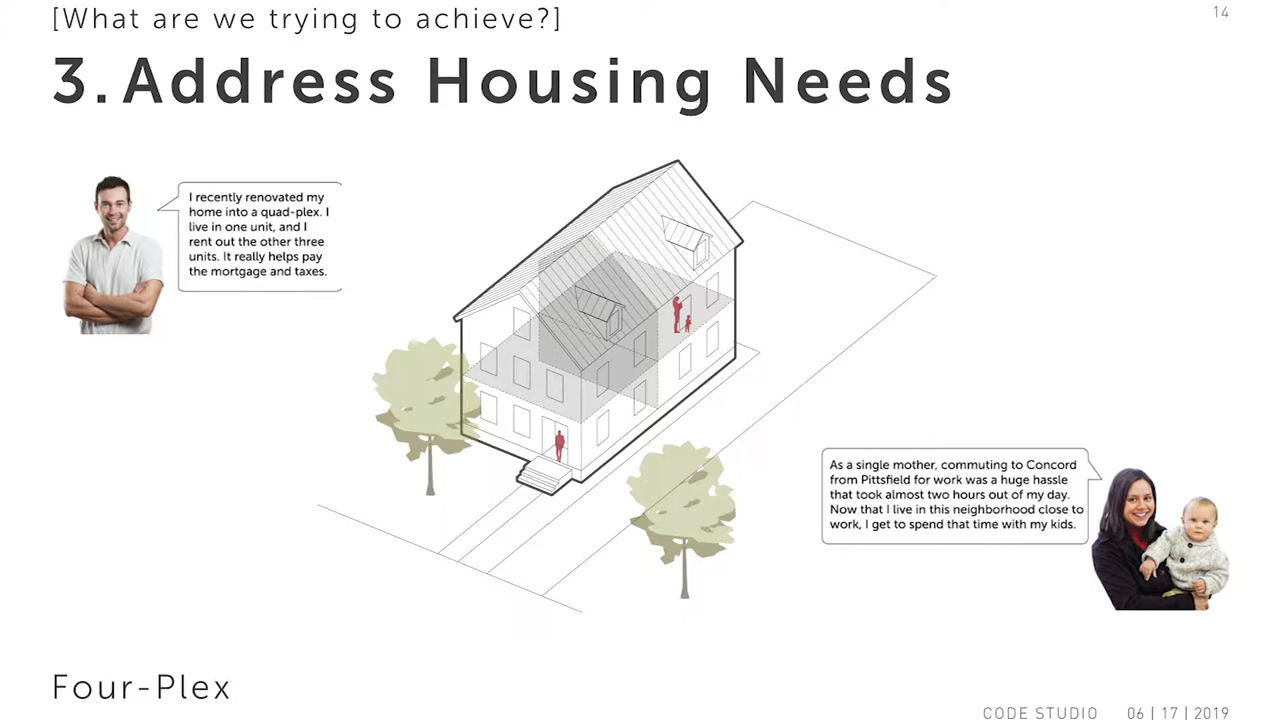 [What are we trying to achieve?]
14
3. Address Housing Needs
I recently renovated my
home into a quad-plex. I
live in one unit, and I
rent out the other three
units. It really helps pay
the mortgage and taxes.
As a single mother, commuting to Concord
from Pittsfield for work was a huge hassle
that took almost two hours out of my day.
Now that I live in this neighborhood close to
work, I get to spend that time with my kids.
Four-Plex
CODE STUDIO 06 | 17 | 2019